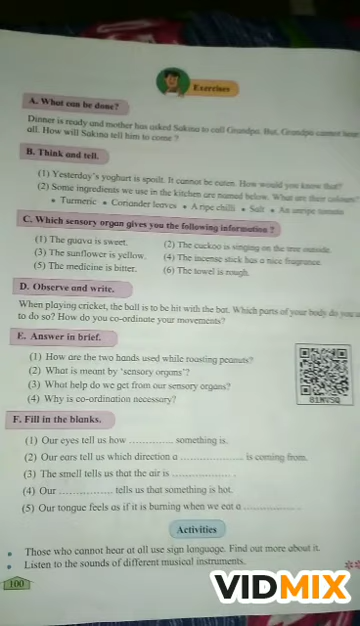 Exercises
A. What can be done?
Dinner is ready and mother has asked Sakina to call Grandpa. But, Grandpa cannot hear
all. How will Sakina tell him to come ?
B. Think and tell.
(1) Yesterday's yoghurt is spoilt. It cannot be eaten. How would you know that?
(2) Some ingredients we use in the kitchen are named below. What are their colours?
• Turmeric • Coriander leaves • A ripe chilli • Salt • An unripe tomato
C. Which sensory organ gives you the following information ?
(1) The guava is sweet. (2) The cuckoo is singing on the tree outside.
(3) The sunflower is yellow. (4) The incense stick has a nice fragrance.
(5) The medicine is bitter. (6) The towel is rough.
D. Observe and write.
When playing cricket, the ball is to be hit with the bat. Which parts of your body do you
to do so? How do you co-ordinate your movements?
E. Answer in brief.
(1) How are the two hands used while roasting peanuts?
(2) What is meant by 'sensory organs'?
(3) What help do we get from our sensory organs?
(4) Why is co-ordination necessary?
81NVSQ
F. Fill in the blanks.
(1) Our eyes tell us how ............. something is.
(2) Our ears tell us which direction a .................. is coming from.
(3) The smell tells us that the air is .................. .
(4) Our ............... tells us that something is hot.
(5) Our tongue feels as if it is burning when we eat a ................ .
Activities
• Those who cannot hear at all use sign language. Find out more about it.
• Listen to the sounds of different musical instruments.
100
VIDMIX